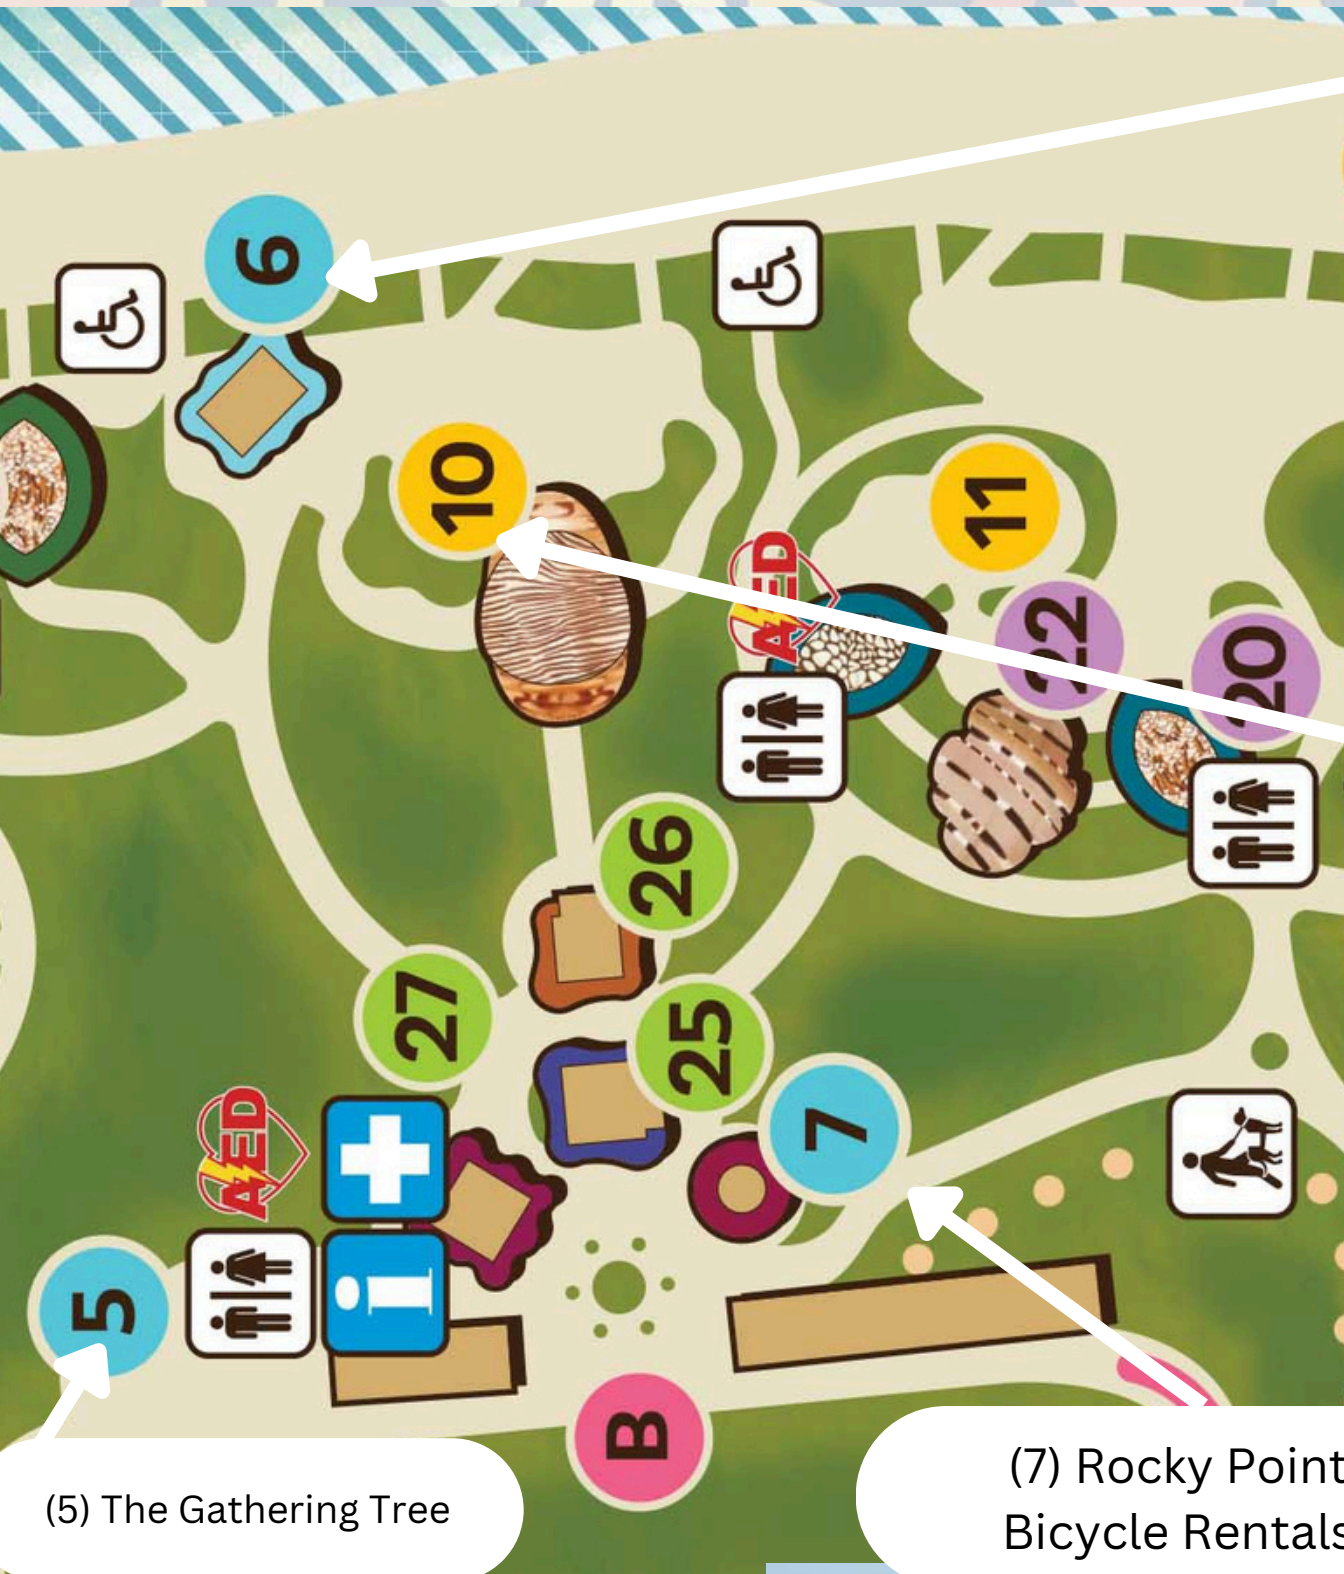 6
10
11
AED
22
20
26
27
25
7
AED
5
i
B
(5) The Gathering Tree
(7) Rocky Point
Bicycle Rentals